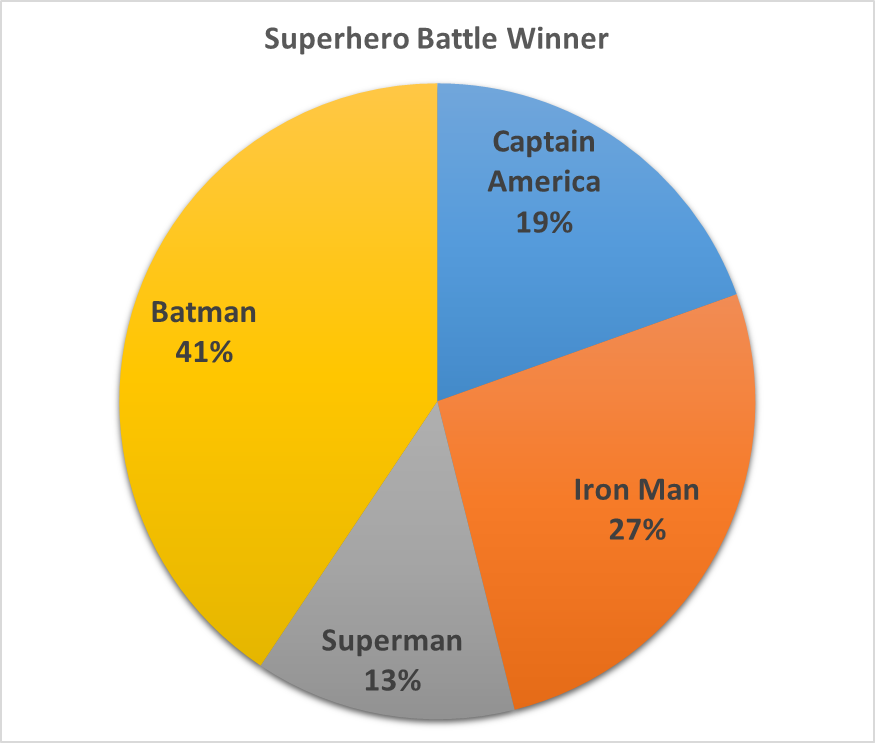 Superhero Battle Winner
Captain
America
19%
Batman
41%
Iron Man
27%
Superman
13%